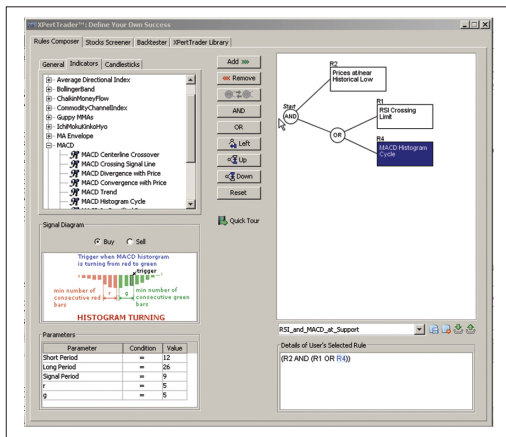 XPertTrader™: Define Your Own Success
Rules Composer Stocks Screener Backtester XPertTrader Library
General Indicators Candlesticks
Average Directional Index
BollingerBand
ChaikinMoneyFlow
CommodityChannelIndex
Guppy MMAs
IchiMokuKinkoHyo
MA Envelope
MACD
MACD Centerline Crossover
MACD Crossing Signal Line
MACD Divergence with Price
MACD Convergence with Price
MACD Trend
MACD Histogram Cycle
Add
Remove
AND
OR
Left
Up
Down
Reset
Quick Tour
R2
Prices at/near
Historical Low
Start
AND
R1
RSI Crossing
Limit
OR
R4
MACD Histogram
Cycle
Signal Diagram
Buy Sell
Trigger when MACD historgram
is turning from red to green
trigger
min number of
consecutive red
bars
r
g
min number of
consecutive green
bars
HISTOGRAM TURNING
Parameters
Parameter Condition Value
Short Period = 12
Long Period = 26
Signal Period = 9
r = 5
g = 5
RSI_and_MACD_at_Support
Details of User's Selected Rule
(R2 AND (R1 OR R4))